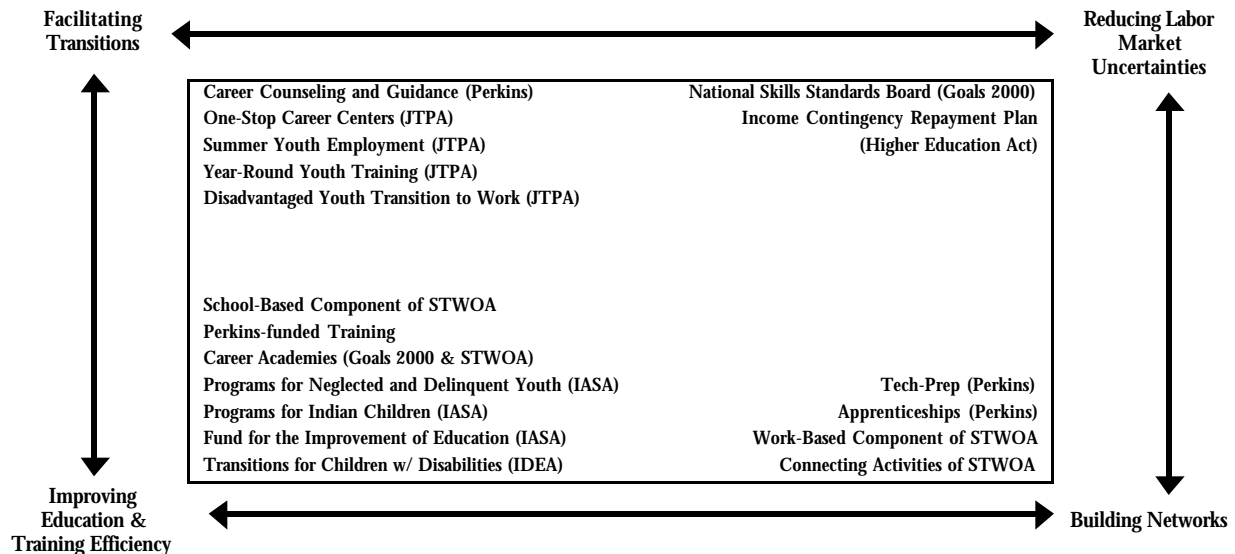 Facilitating
Transitions
Reducing Labor
Market
Uncertainties
Career Counseling and Guidance (Perkins)
One-Stop Career Centers (JTPA)
Summer Youth Employment (JTPA)
Year-Round Youth Training (JTPA)
Disadvantaged Youth Transition to Work (JTPA)
National Skills Standards Board (Goals 2000)
Income Contingency Repayment Plan
(Higher Education Act)
School-Based Component of STWOA
Perkins-funded Training
Career Academies (Goals 2000 & STWOA)
Programs for Neglected and Delinquent Youth (IASA)
Programs for Indian Children (IASA)
Fund for the Improvement of Education (IASA)
Transitions for Children w/ Disabilities (IDEA)
Tech-Prep (Perkins)
Apprenticeships (Perkins)
Work-Based Component of STWOA
Connecting Activities of STWOA
Improving
Education &
Training Efficiency
Building Networks